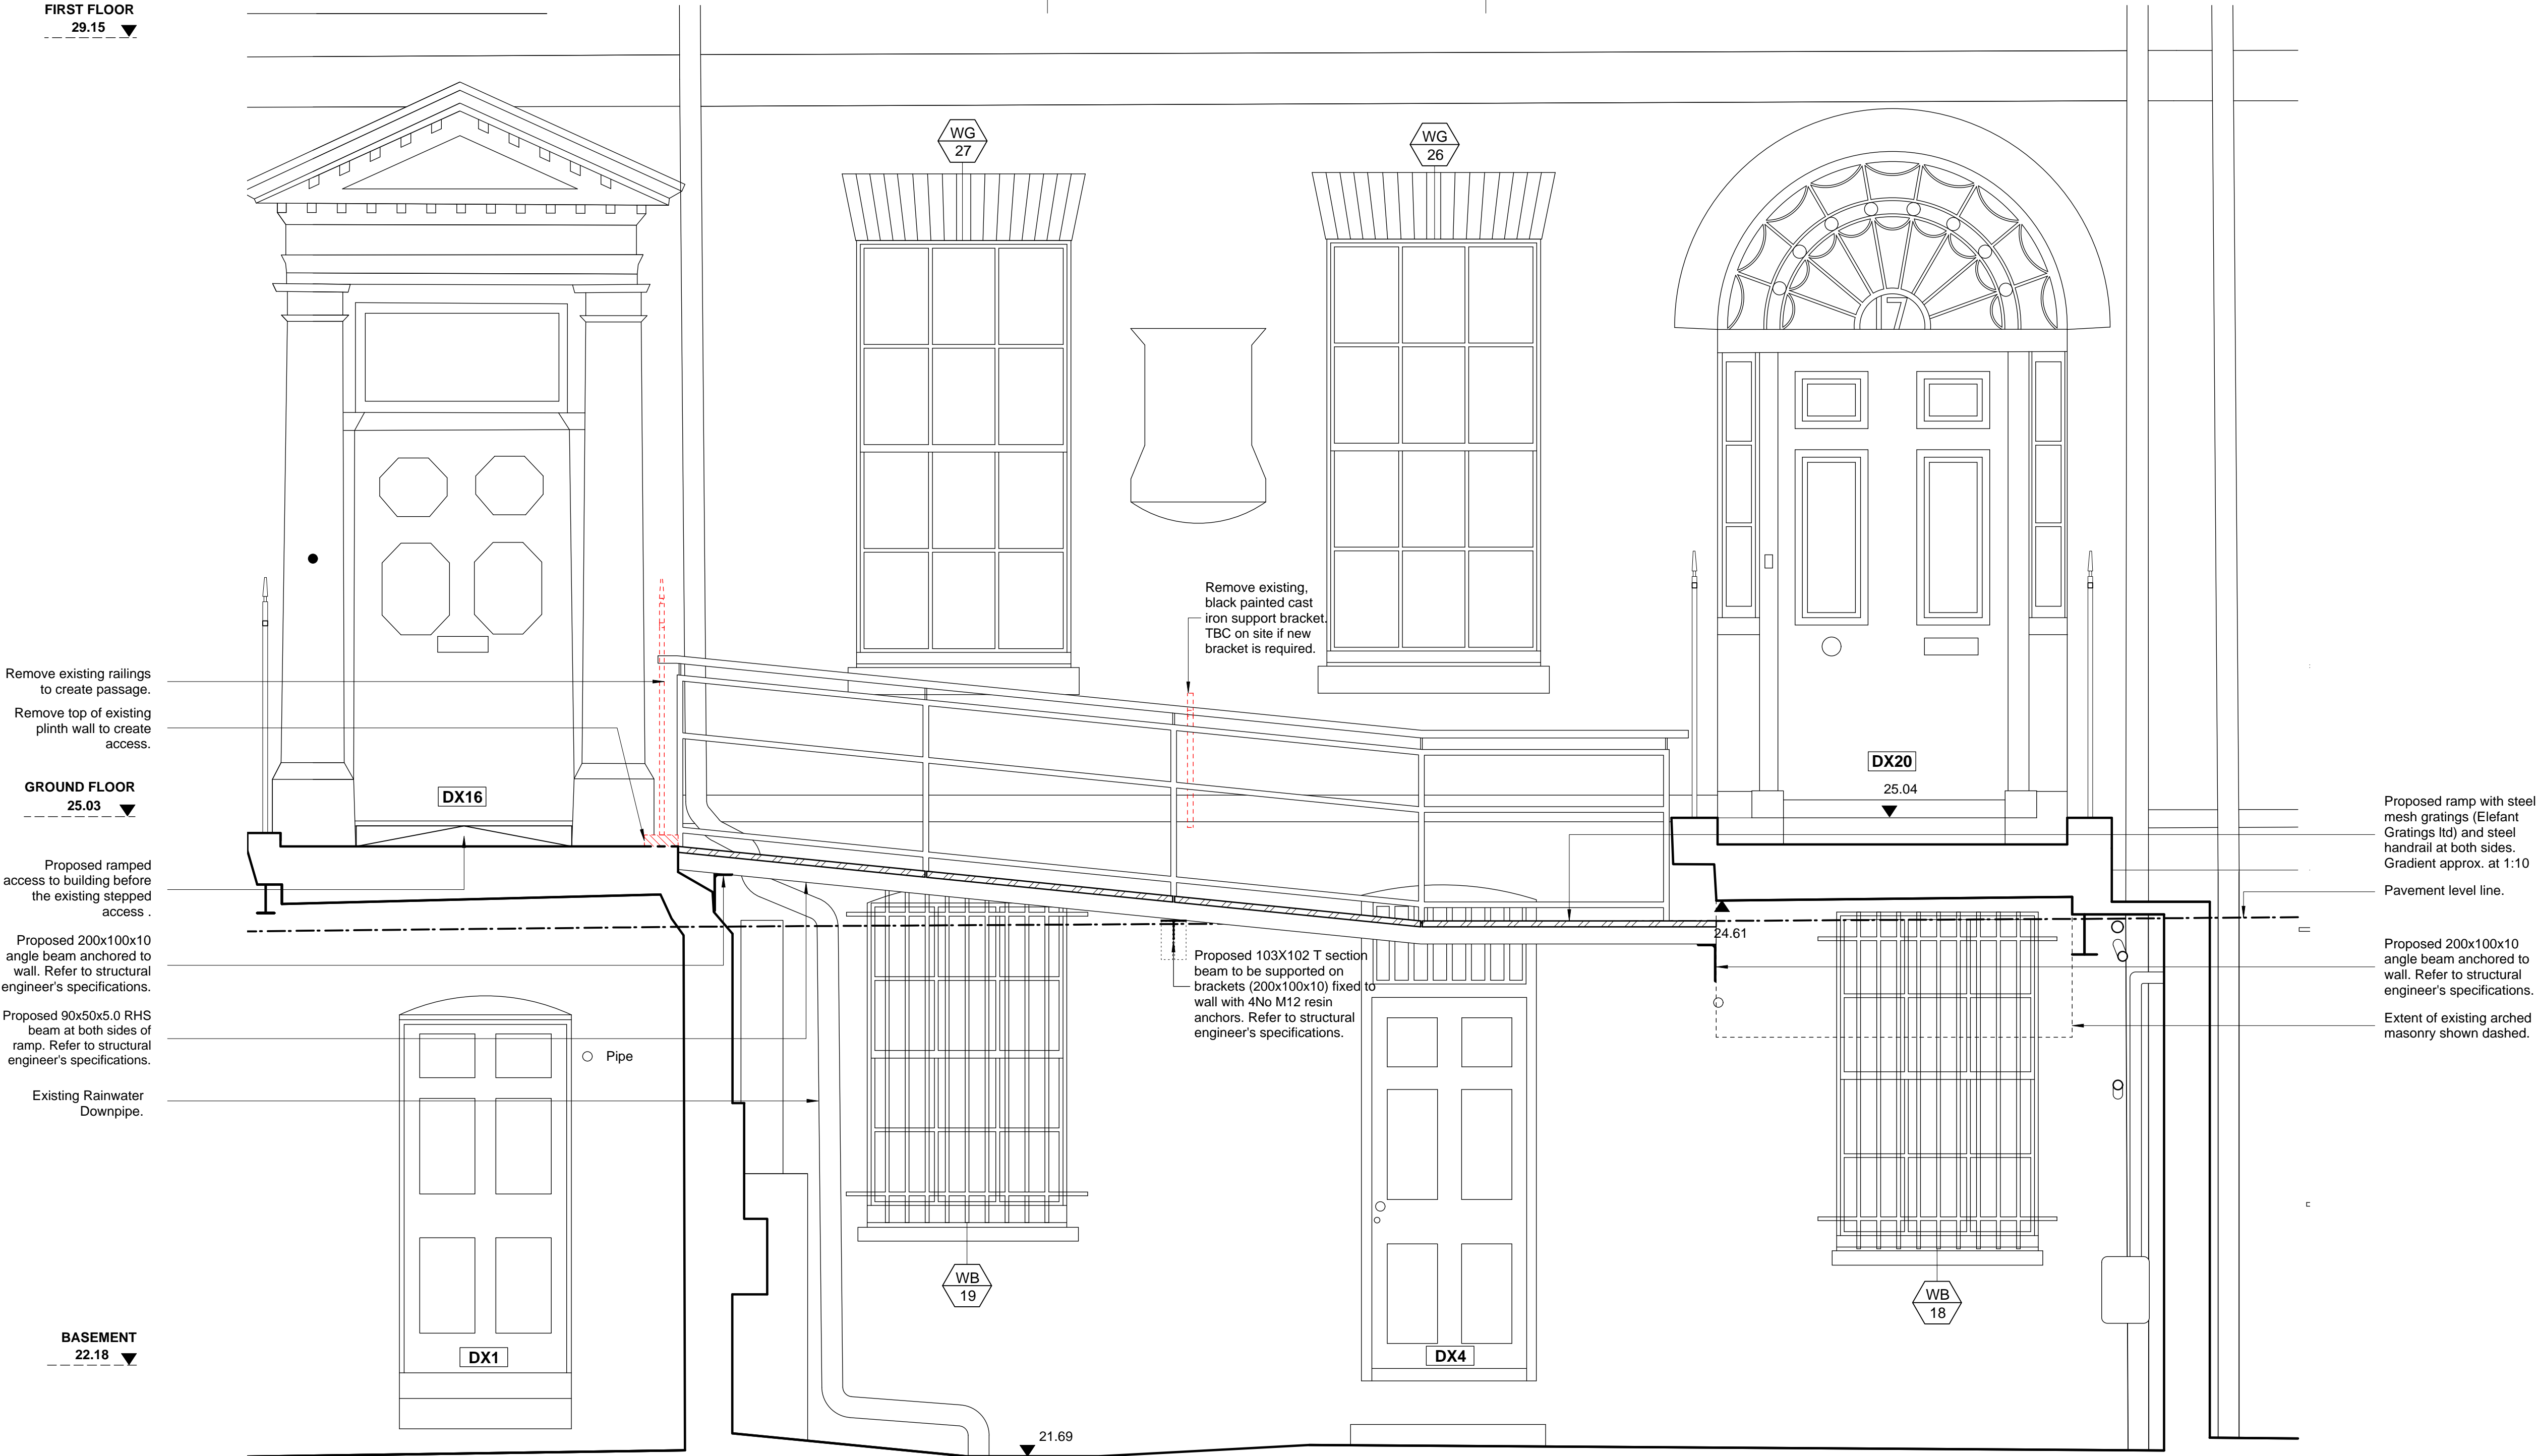 FIRST FLOOR
29.15
WG
27
WG
26
17
Remove existing,
black painted cast
iron support bracket.
TBC on site if new
bracket is required.
Remove existing railings
to create passage.
Remove top of existing
plinth wall to create
access.
GROUND FLOOR
25.03
DX16
DX20
25.04
Proposed ramp with steel
mesh gratings (Elefant
Gratings ltd) and steel
handrail at both sides.
Gradient approx. at 1:10
Proposed ramped
access to building before
the existing stepped
access .
Pavement level line.
24.61
Proposed 200x100x10
angle beam anchored to
wall. Refer to structural
engineer's specifications.
Proposed 103X102 T section
beam to be supported on
brackets (200x100x10) fixed to
wall with 4No M12 resin
anchors. Refer to structural
engineer's specifications.
Proposed 200x100x10
angle beam anchored to
wall. Refer to structural
engineer's specifications.
Proposed 90x50x5.0 RHS
beam at both sides of
ramp. Refer to structural
engineer's specifications.
Pipe
Extent of existing arched
masonry shown dashed.
Existing Rainwater
Downpipe.
WB
19
WB
18
BASEMENT
22.18
DX1
DX4
21.69